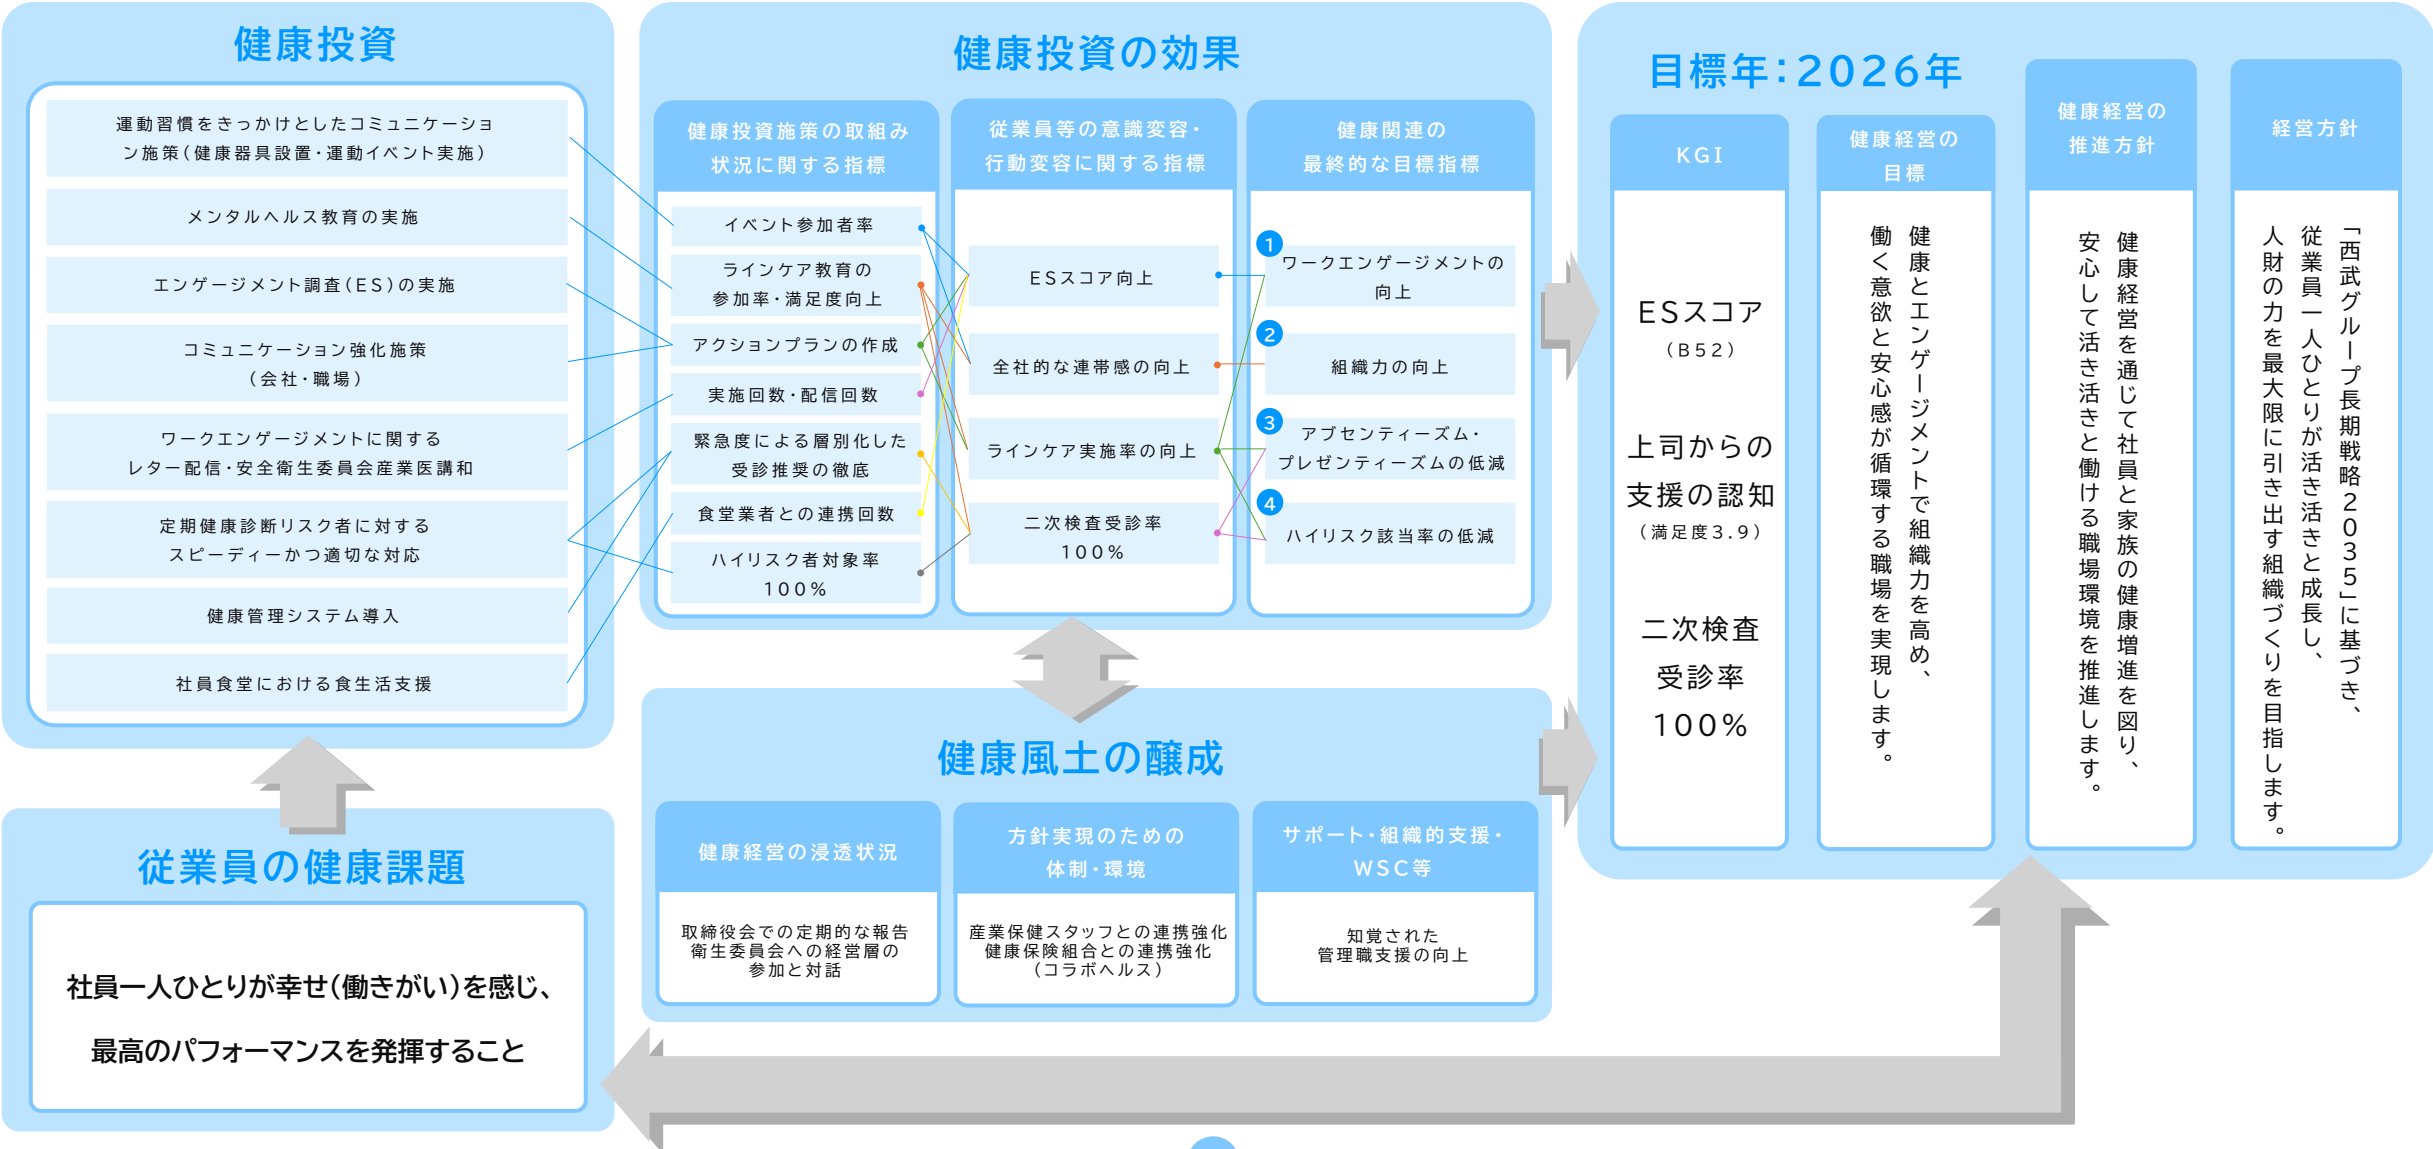 健康投資
運動習慣をきっかけとしたコミュニケーショ
ン施策(健康器具設置・運動イベント実施)
メンタルヘルス教育の実施
エンゲージメント調査(ES)の実施
コミュニケーション強化施策
(会社・職場)
ワークエンゲージメントに関する
レター配信・安全衛生委員会産業医講和
定期健康診断リスク者に対する
スピーディーかつ適切な対応
健康管理システム導入
社員食堂における食生活支援
従業員の健康課題
社員一人ひとりが幸せ(働きがい)を感じ、
最高のパフォーマンスを発揮すること
健康投資の効果
健康投資施策の取組み
状況に関する指標
イベント参加者率
ラインケア教育の
参加率・満足度向上
アクションプランの作成
実施回数・配信回数
緊急度による層別化した
受診推奨の徹底
食堂業者との連携回数
ハイリスク者対象率
100%
従業員等の意識変容・
行動変容に関する指標
ESスコア向上
全社的な連帯感の向上
ラインケア実施率の向上
二次検査受診率
100%
健康関連の
最終的な目標指標
1
ワークエンゲージメントの
向上
2
組織力の向上
3
アブセンティーズム・
プレゼンティーズムの低減
4
ハイリスク該当率の低減
健康風土の醸成
健康経営の浸透状況
取締役会での定期的な報告
衛生委員会への経営層の
参加と対話
方針実現のための
体制・環境
産業保健スタッフとの連携強化
健康保険組合との連携強化
(コラボヘルス)
サポート・組織的支援・
WSC等
知覚された
管理職支援の向上
目標年:2026年
KGI
ESスコア
(B52)
上司からの
支援の認知
(満足度3.9)
二次検査
受診率
100%
健康経営の
目標
健康とエンゲージメントで組織力を高め、
働く意欲と安心感が循環する職場を実現します。
健康経営の
推進方針
健康経営を通じて社員と家族の健康増進を図り、
安心して活き活きと働ける職場環境を推進します。
経営方針
「西武グループ長期戦略2035」に基づき、
従業員一人ひとりが活き活きと成長し、
人財の力を最大限に引き出す組織づくりを目指します。